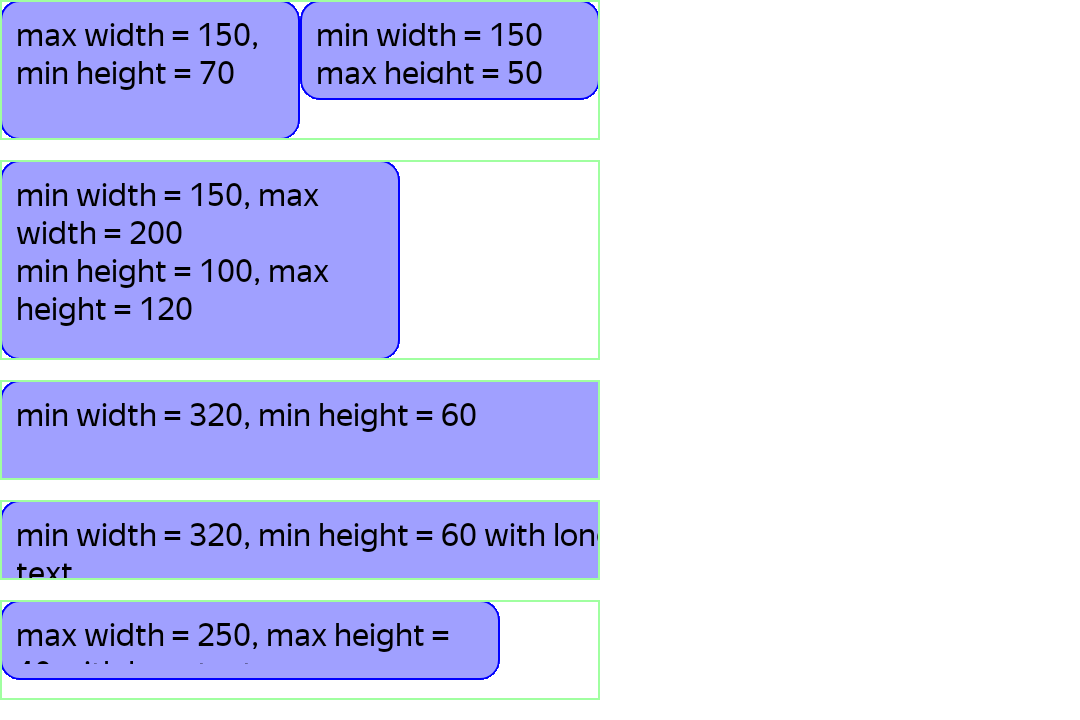 max width = 150,
min height = 70
min width = 150
max height = 50
min width = 150, max
width = 200
min height = 100, max
height = 120
min width = 320, min height = 60
min width = 320, min height = 60 with lon
text
max width = 250, max height =